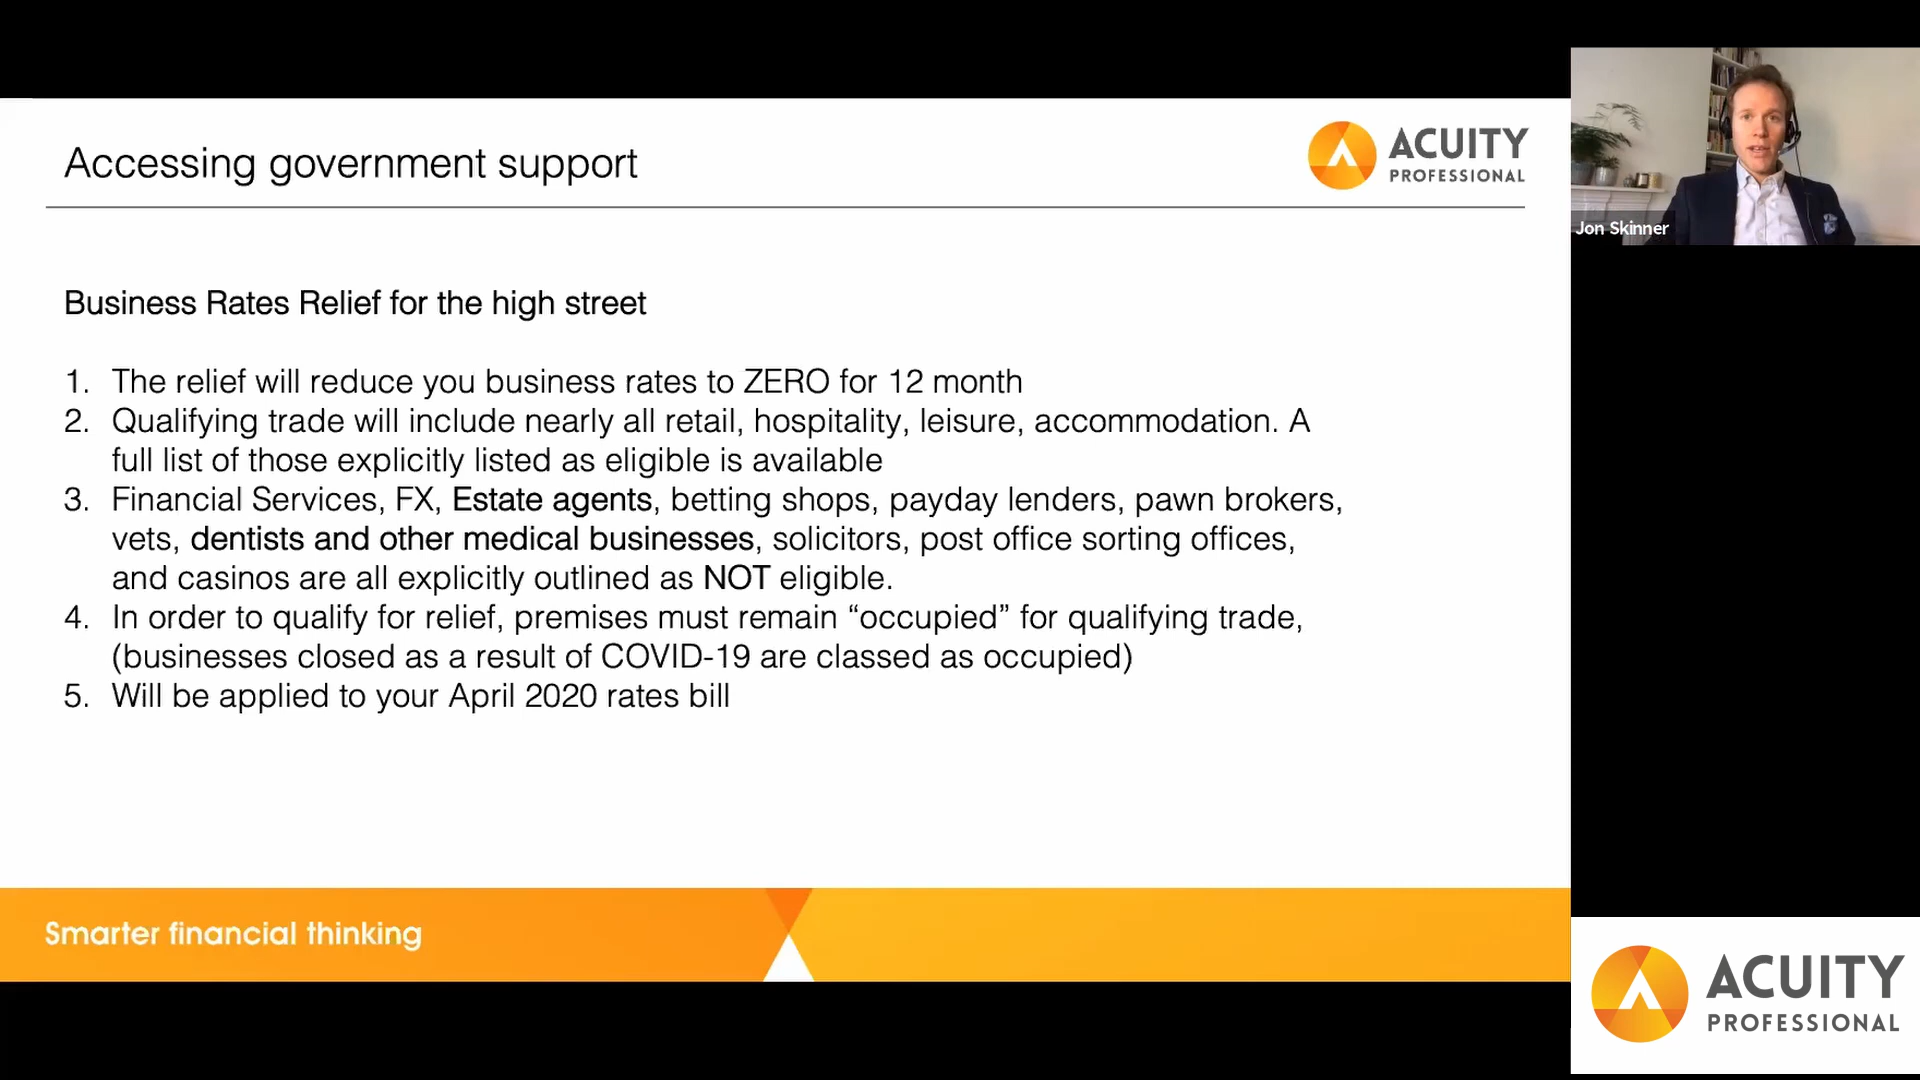 Accessing government support
ACUITY
PROFESSIONAL
Jon Skinner
Business Rates Relief for the high street
1. The relief will reduce you business rates to ZERO for 12 month
2. Qualifying trade will include nearly all retail, hospitality, leisure, accommodation. A
full list of those explicitly listed as eligible is available
3. Financial Services, FX, Estate agents, betting shops, payday lenders, pawn brokers,
vets, dentists and other medical businesses, solicitors, post office sorting offices,
and casinos are all explicitly outlined as NOT eligible.
4. In order to qualify for relief, premises must remain “occupied” for qualifying trade,
(businesses closed as a result of COVID-19 are classed as occupied)
5. Will be applied to your April 2020 rates bill
Smarter financial thinking
ACUITY
PROFESSIONAL